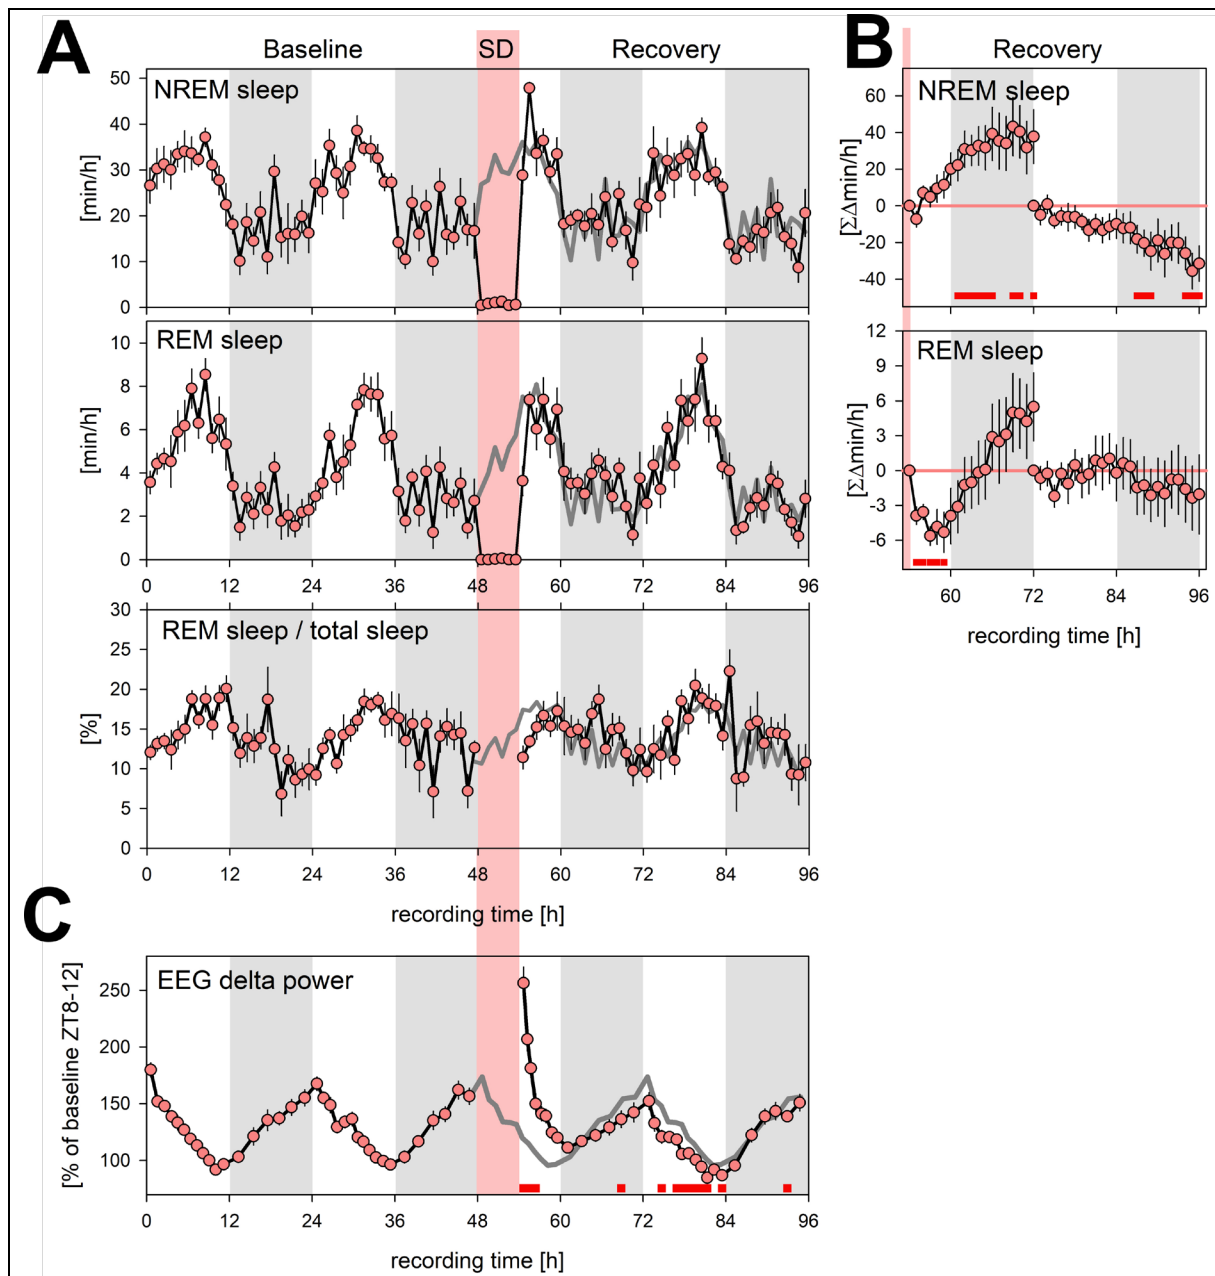 A
Baseline SD Recovery
NREM sleep
50
40
30
20
10
0
[min/h]
REM sleep
10
8
6
4
2
0
[min/h]
0 12 24 36 48 60 72 84 96
REM sleep / total sleep
30
25
20
15
10
5
0
[%]
0 12 24 36 48 60 72 84 96
recording time [h]
B
Recovery
NREM sleep
60
40
20
0
-20
-40
[ΣΔmin/h]
REM sleep
12
9
6
3
0
-3
-6
[ΣΔmin/h]
60 72 84 96
recording time [h]
C
EEG delta power
250
200
150
100
[% of baseline ZT8-12]
0 12 24 36 48 60 72 84 96
recording time [h]